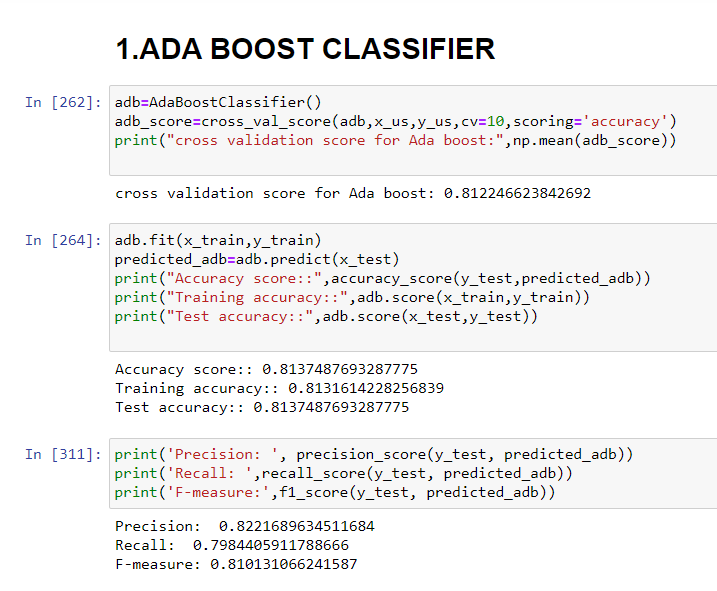 1.ADA BOOST CLASSIFIER
In [262]: adb=AdaBoostClassifier()
adb_score=cross_val_score(adb,x_us,y_us,cv=10,scoring='accuracy')
print("cross validation score for Ada boost:",np.mean(adb_score))
cross validation score for Ada boost: 0.812246623842692
In [264]: adb.fit(x_train,y_train)
predicted_adb=adb.predict(x_test)
print("Accuracy score::",accuracy_score(y_test,predicted_adb))
print("Training accuracy::",adb.score(x_train,y_train))
print("Test accuracy::",adb.score(x_test,y_test))
Accuracy score:: 0.8137487693287775
Training accuracy:: 0.8131614228256839
Test accuracy:: 0.8137487693287775
In [311]: print('Precision: ', precision_score(y_test, predicted_adb))
print('Recall: ',recall_score(y_test, predicted_adb))
print('F-measure:',f1_score(y_test, predicted_adb))
Precision:  0.8221689634511684
Recall:  0.7984405911788666
F-measure: 0.810131066241587